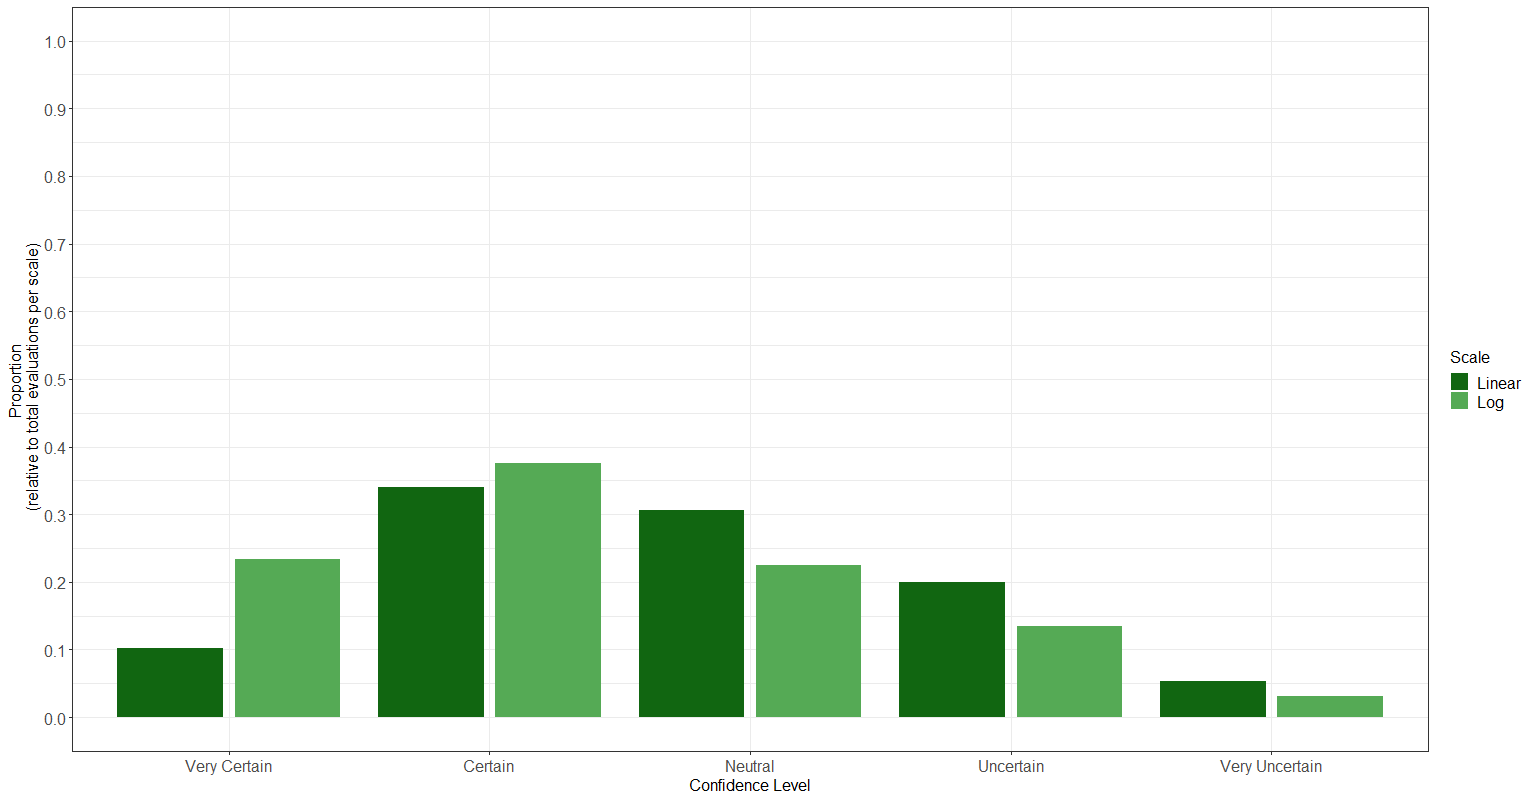 Proportion
(relative to total evaluations per scale)
1.0
0.9
0.8
0.7
0.6
0.5
0.4
0.3
0.2
0.1
0.0
Very Certain
Certain
Neutral
Uncertain
Very Uncertain
Confidence Level
Scale
Linear
Log